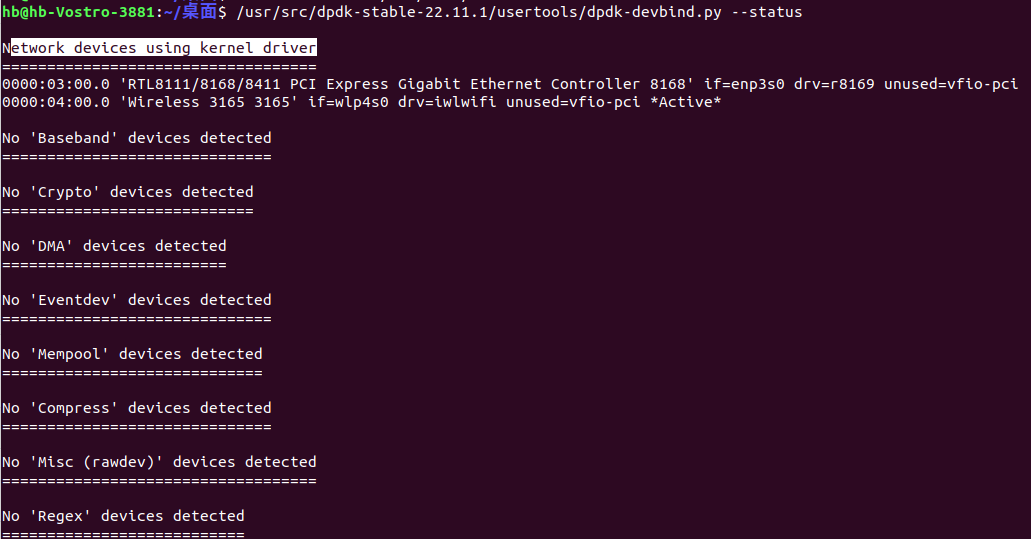 hb@hb-Vostro-3881:~/桌面$ /usr/src/dpdk-stable-22.11.1/usertools/dpdk-devbind.py --status
Network devices using kernel driver
===================================
0000:03:00.0 'RTL8111/8168/8411 PCI Express Gigabit Ethernet Controller 8168' if=enp3s0 drv=r8169 unused=vfio-pci
0000:04:00.0 'Wireless 3165 3165' if=wlp4s0 drv=iwlwifi unused=vfio-pci *Active*
No 'Baseband' devices detected
==============================
No 'Crypto' devices detected
============================
No 'DMA' devices detected
=========================
No 'Eventdev' devices detected
==============================
No 'Mempool' devices detected
=============================
No 'Compress' devices detected
==============================
No 'Misc (rawdev)' devices detected
===================================
No 'Regex' devices detected
===========================